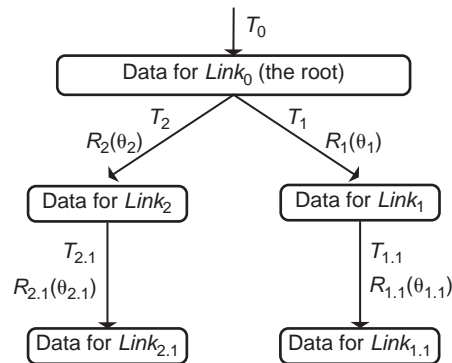 T₀
Data for Link₀ (the root)
T₂ T₁
R₂(θ₂) R₁(θ₁)
Data for Link₂ Data for Link₁
T₂.₁ T₁.₁
R₂.₁(θ₂.₁) R₁.₁(θ₁.₁)
Data for Link₂.₁ Data for Link₁.₁